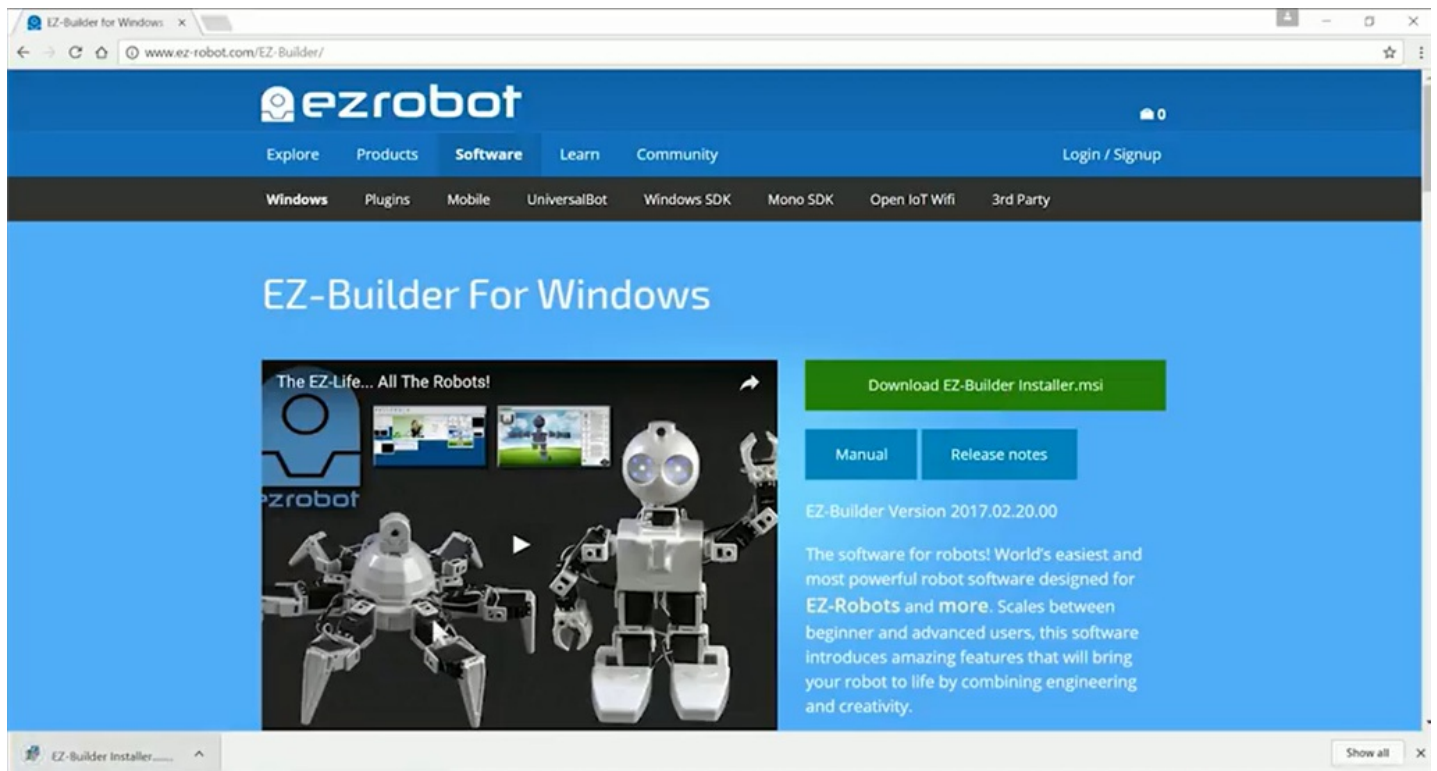 EZ-Builder for Windows
www.ez-robot.com/EZ-Builder/
ezrobot
0
Explore Products Software Learn Community Login / Signup
Windows Plugins Mobile UniversalBot Windows SDK Mono SDK Open IoT Wifi 3rd Party
EZ-Builder For Windows
The EZ-Life... All The Robots!
ezrobot
Download EZ-Builder Installer.msi
Manual Release notes
EZ-Builder Version 2017.02.20.00
The software for robots! World's easiest and
most powerful robot software designed for
EZ-Robots and more. Scales between
beginner and advanced users, this software
introduces amazing features that will bring
your robot to life by combining engineering
and creativity.
EZ-Builder Installer......
Show all